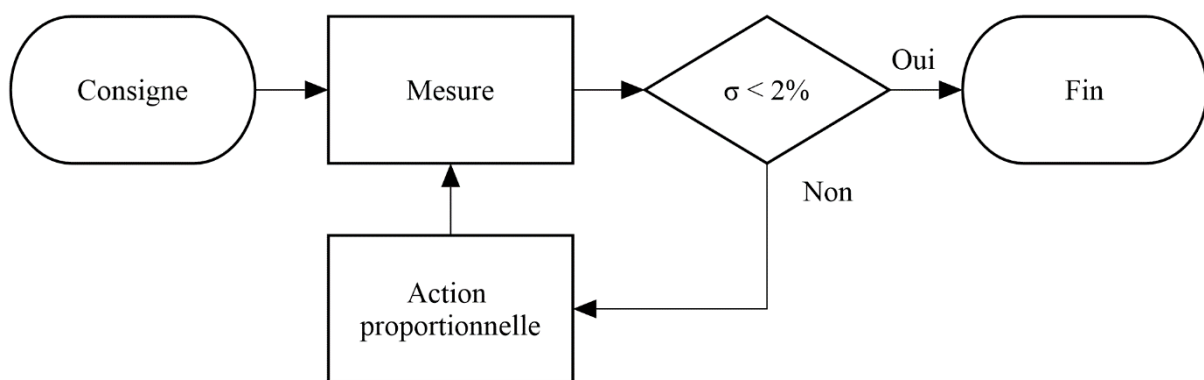 Consigne
Mesure
σ < 2%
Oui
Fin
Non
Action
proportionnelle